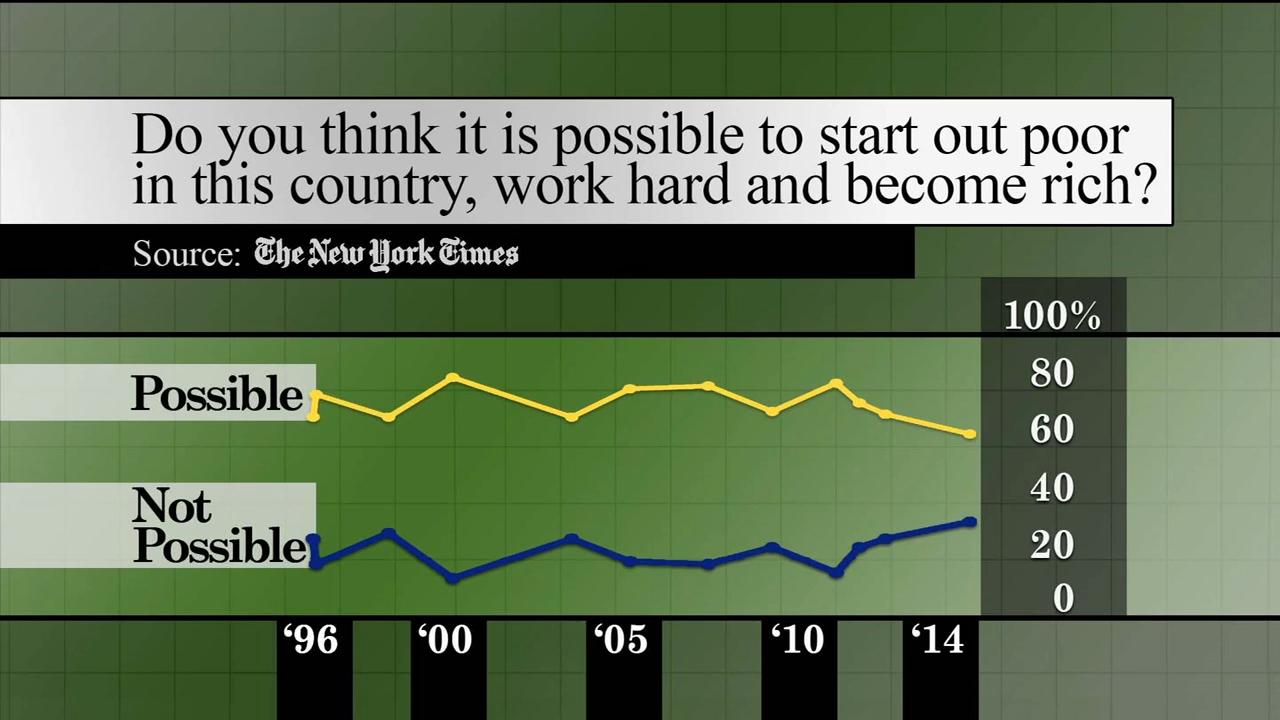 Do you think it is possible to start out poor
in this country, work hard and become rich?
Source: The New York Times
100%
Possible
80
60
Not
Possible
40
20
0
‘96 ‘00 ‘05 ‘10 ‘14